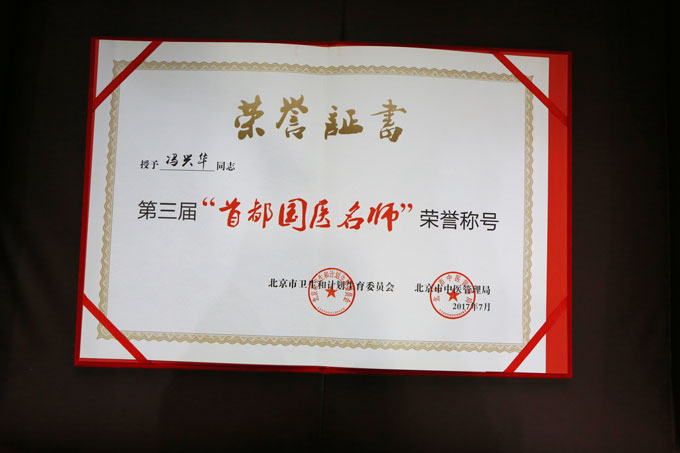 荣誉証書
授予 冯兴华 同志
第三届“首都国医名师”荣誉称号
北京市卫生和计划生育委员会 北京市中医管理局
2017年7月